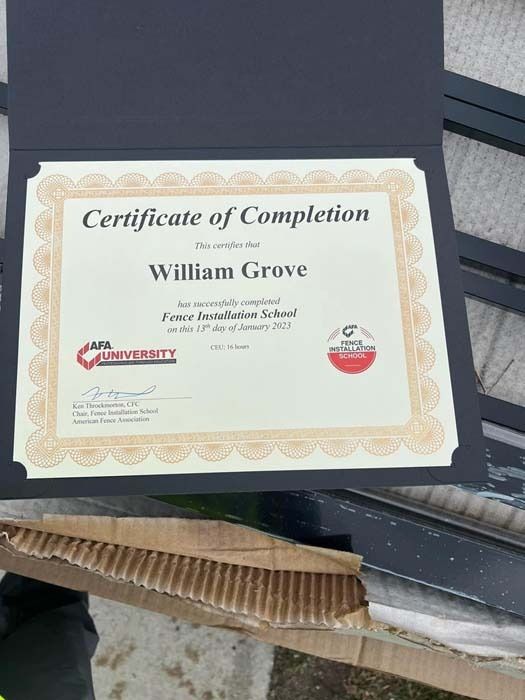 Certificate of Completion
This certifies that
William Grove
has successfully completed
Fence Installation School
on this 13th day of January 2023
CEU: 16 hours
AFA
UNIVERSITY
AFA
FENCE
INSTALLATION
SCHOOL
Ken Throckmorton, CFC
Chair, Fence Installation School
American Fence Association